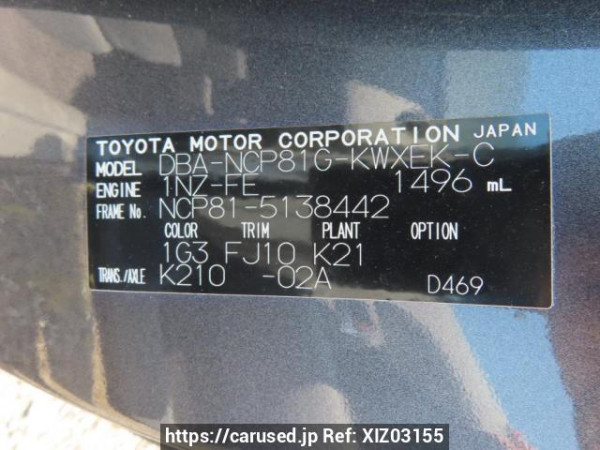 TOYOTA MOTOR CORPORATION JAPAN
MODEL DBA-NCP81G-KWXEK-C
ENGINE 1NZ-FE 1496 mL
FRAME No. NCP81-5138442
COLOR TRIM PLANT OPTION
1G3 FJ10 K21
TRANS./AXLE K210 -02A D469
https://carused.jp Ref: XIZ03155